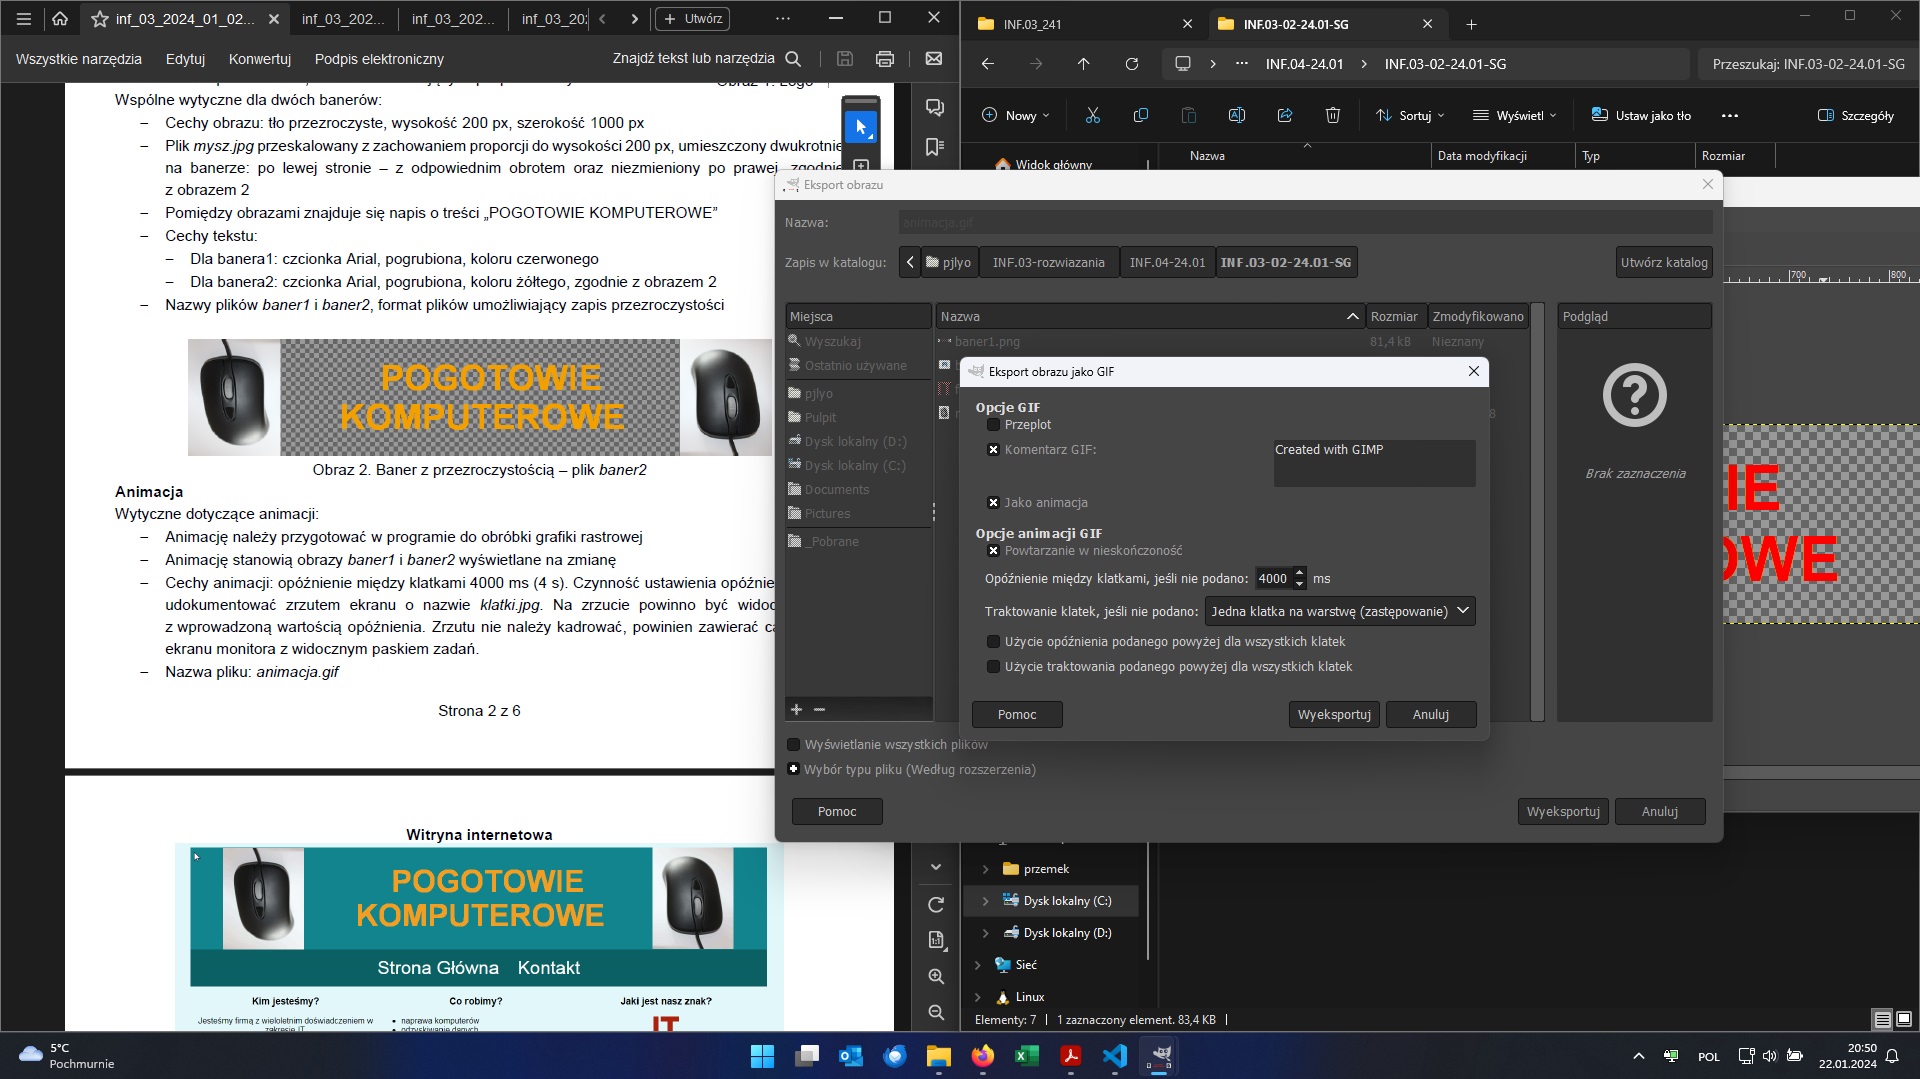 inf_03_2024_01_02...
inf_03_202...
inf_03_202...
inf_03_20
Utwórz
Wszystkie narzędzia
Edytuj
Konwertuj
Podpis elektroniczny
Znajdź tekst lub narzędzia
Wspólne wytyczne dla dwóch banerów:
– Cechy obrazu: tło przezroczyste, wysokość 200 px, szerokość 1000 px
– Plik mysz.jpg przeskalowany z zachowaniem proporcji do wysokości 200 px, umieszczony dwukrotnie
na banerze: po lewej stronie – z odpowiednim obrotem oraz niezmieniony po prawej, zgodnie
z obrazem 2
– Pomiędzy obrazami znajduje się napis o treści „POGOTOWIE KOMPUTEROWE”
– Cechy tekstu:
– Dla banera1: czcionka Arial, pogrubiona, koloru czerwonego
– Dla banera2: czcionka Arial, pogrubiona, koloru żółtego, zgodnie z obrazem 2
– Nazwy plików baner1 i baner2, format plików umożliwiający zapis przezroczystości
POGOTOWIE
KOMPUTEROWE
Obraz 2. Baner z przezroczystością – plik baner2
Animacja
Wytyczne dotyczące animacji:
– Animację należy przygotować w programie do obróbki grafiki rastrowej
– Animację stanowią obrazy baner1 i baner2 wyświetlane na zmianę
– Cechy animacji: opóźnienie między klatkami 4000 ms (4 s). Czynność ustawienia opóźnie
udokumentować zrzutem ekranu o nazwie klatki.jpg. Na zrzucie powinno być widoc
z wprowadzoną wartością opóźnienia. Zrzutu nie należy kadrować, powinien zawierać ca
ekranu monitora z widocznym paskiem zadań.
– Nazwa pliku: animacja.gif
Strona 2 z 6
Witryna internetowa
POGOTOWIE
KOMPUTEROWE
Strona Główna Kontakt
Kim jesteśmy?
Co robimy?
Jaki jest nasz znak?
Jesteśmy firmą z wieloletnim doświadczeniem w
zakresie IT
• naprawa komputerów
• odzyskiwanie danych
IT
INF.03_241
INF.03-02-24.01-SG
INF.04-24.01
INF.03-02-24.01-SG
Przeszukaj: INF.03-02-24.01-SG
Nowy
Sortuj
Wyświetl
Ustaw jako tło
Szczegóły
Widok główny
Nazwa
Data modyfikacji
Typ
Rozmiar
Eksport obrazu
Nazwa:
animacja.gif
Zapis w katalogu:
pjlyo
INF.03-rozwiazania
INF.04-24.01
INF.03-02-24.01-SG
Utwórz katalog
Miejsca
Wyszukaj
Ostatnio używane
pjlyo
Pulpit
Dysk lokalny (D:)
Dysk lokalny (C:)
Documents
Pictures
_Pobrane
Nazwa
Rozmiar
Zmodyfikowano
baner1.png
81,4 kB
Nieznany
Podgląd
Brak zaznaczenia
Eksport obrazu jako GIF
Opcje GIF
Przeplot
Komentarz GIF:
Created with GIMP
Jako animacja
Opcje animacji GIF
Powtarzanie w nieskończoność
Opóźnienie między klatkami, jeśli nie podano:
4000
ms
Traktowanie klatek, jeśli nie podano:
Jedna klatka na warstwę (zastępowanie)
Użycie opóźnienia podanego powyżej dla wszystkich klatek
Użycie traktowania podanego powyżej dla wszystkich klatek
Pomoc
Wyeksportuj
Anuluj
Wyświetlanie wszystkich plików
Wybór typu pliku (Według rozszerzenia)
Pomoc
Wyeksportuj
Anuluj
700
800
IE
OWE
przemek
Dysk lokalny (C:)
Dysk lokalny (D:)
Sieć
Linux
Elementy: 7
1 zaznaczony element. 83,4 KB
5°C
Pochmurnie
POL
20:50
22.01.2024